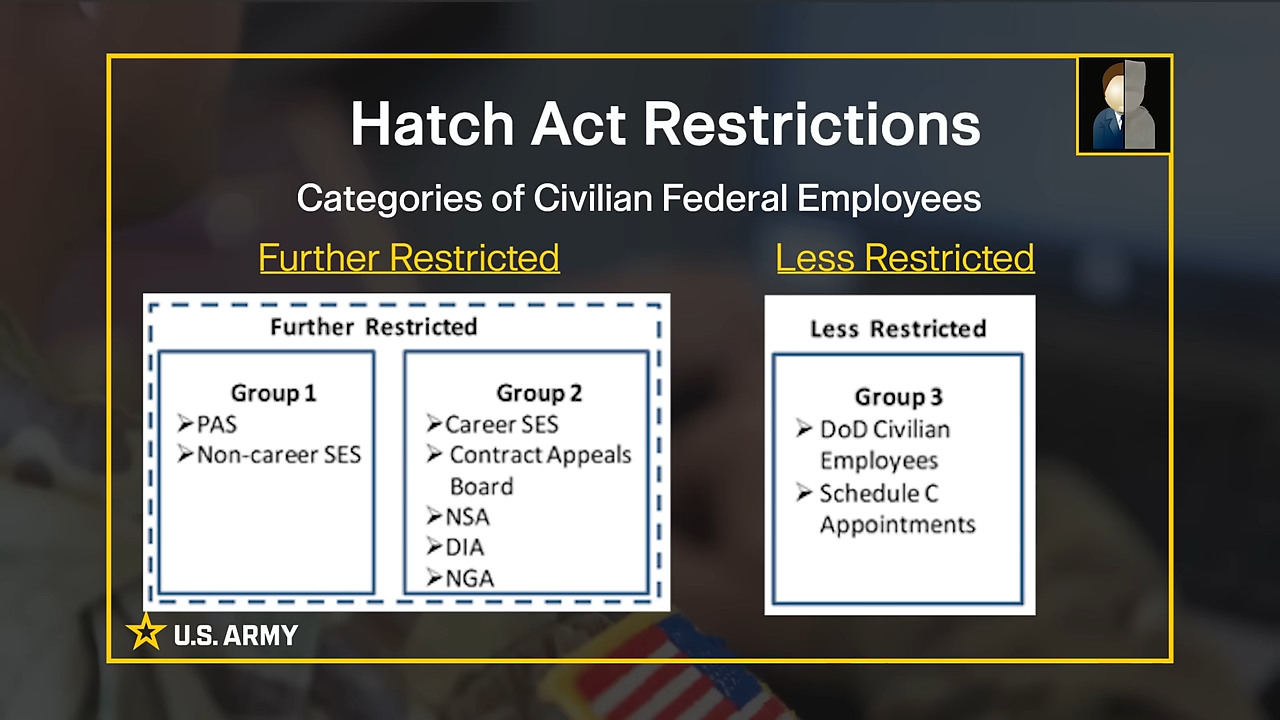 Hatch Act Restrictions
Categories of Civilian Federal Employees
Further Restricted
Less Restricted
Further Restricted
Group 1
➢PAS
➢Non-career SES
Group 2
➢Career SES
➢ Contract Appeals
Board
➢NSA
➢DIA
➢NGA
Less Restricted
Group 3
➢ DoD Civilian
Employees
➢ Schedule C
Appointments
U.S. ARMY